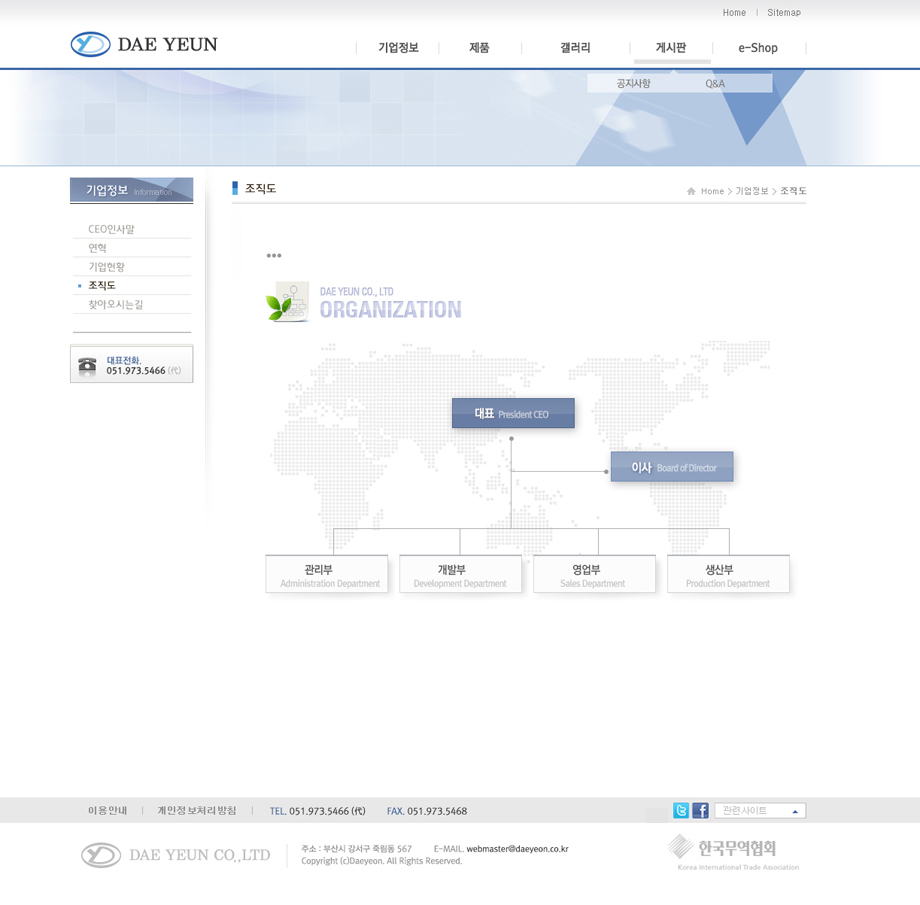 Home | Sitemap
DAE YEUN
기업정보 제품 갤러리 게시판 e-Shop
공지사항 Q&A
기업정보 Information
조직도
Home > 기업정보 > 조직도
CEO인사말
연혁
기업현황
조직도
찾아오시는길
대표전화.
051.973.5466 (代)
DAE YEUN CO., LTD
ORGANIZATION
대표 President CEO
이사 Board of Director
관리부 개발부 영업부 생산부
Administration Department Development Department Sales Department Production Department
이용안내 | 개인정보처리방침 | TEL. 051.973.5466 (代) FAX. 051.973.5468
관련사이트
DAE YEUN CO.,LTD
주소 : 부산시 강서구 죽림동 567 E-MAIL. webmaster@daeyeon.co.kr
Copyright (c)Daeyeon. All Rights Reserved.
한국무역협회
Korea International Trade Association